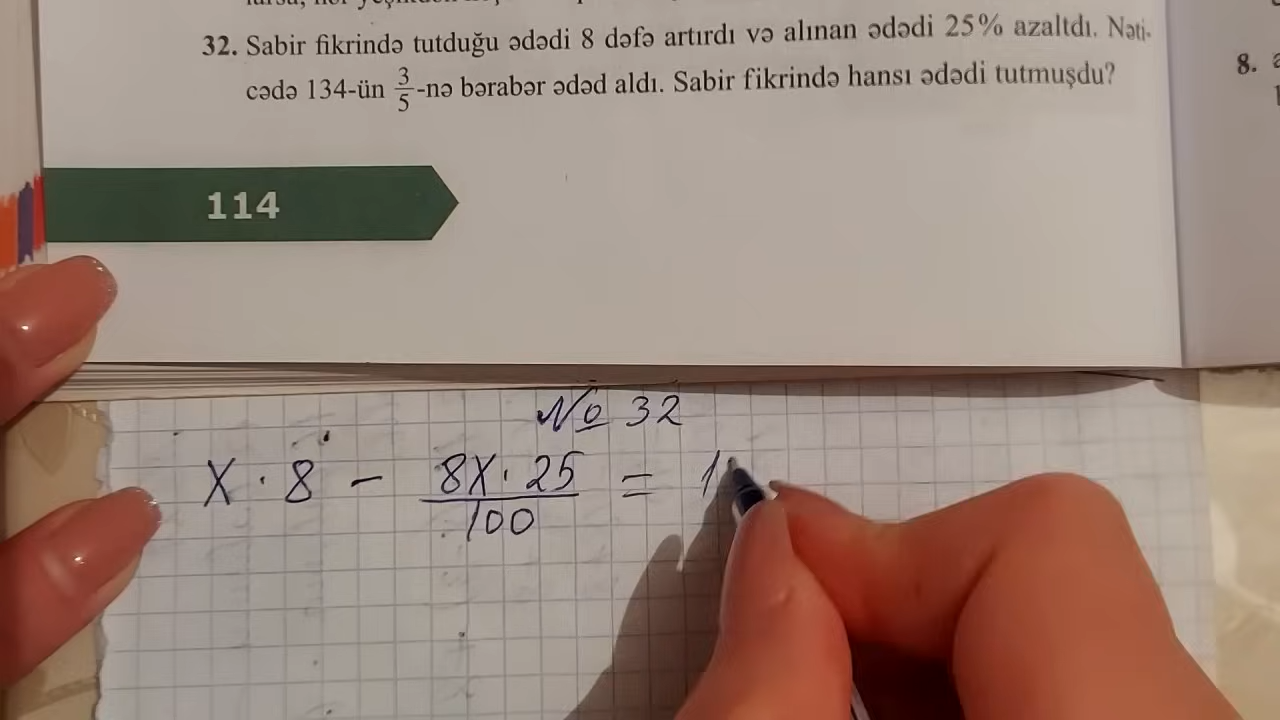 32. Sabir fikrində tutduğu ədədi 8 dəfə artırdı və alınan ədədi 25% azaltdı. Nəti-
cədə 134-ün 3/5-nə bərabər ədəd aldı. Sabir fikrində hansı ədədi tutmuşdu?
8.
114
№ 32
X · 8 − 8X · 25 / 100 = 1